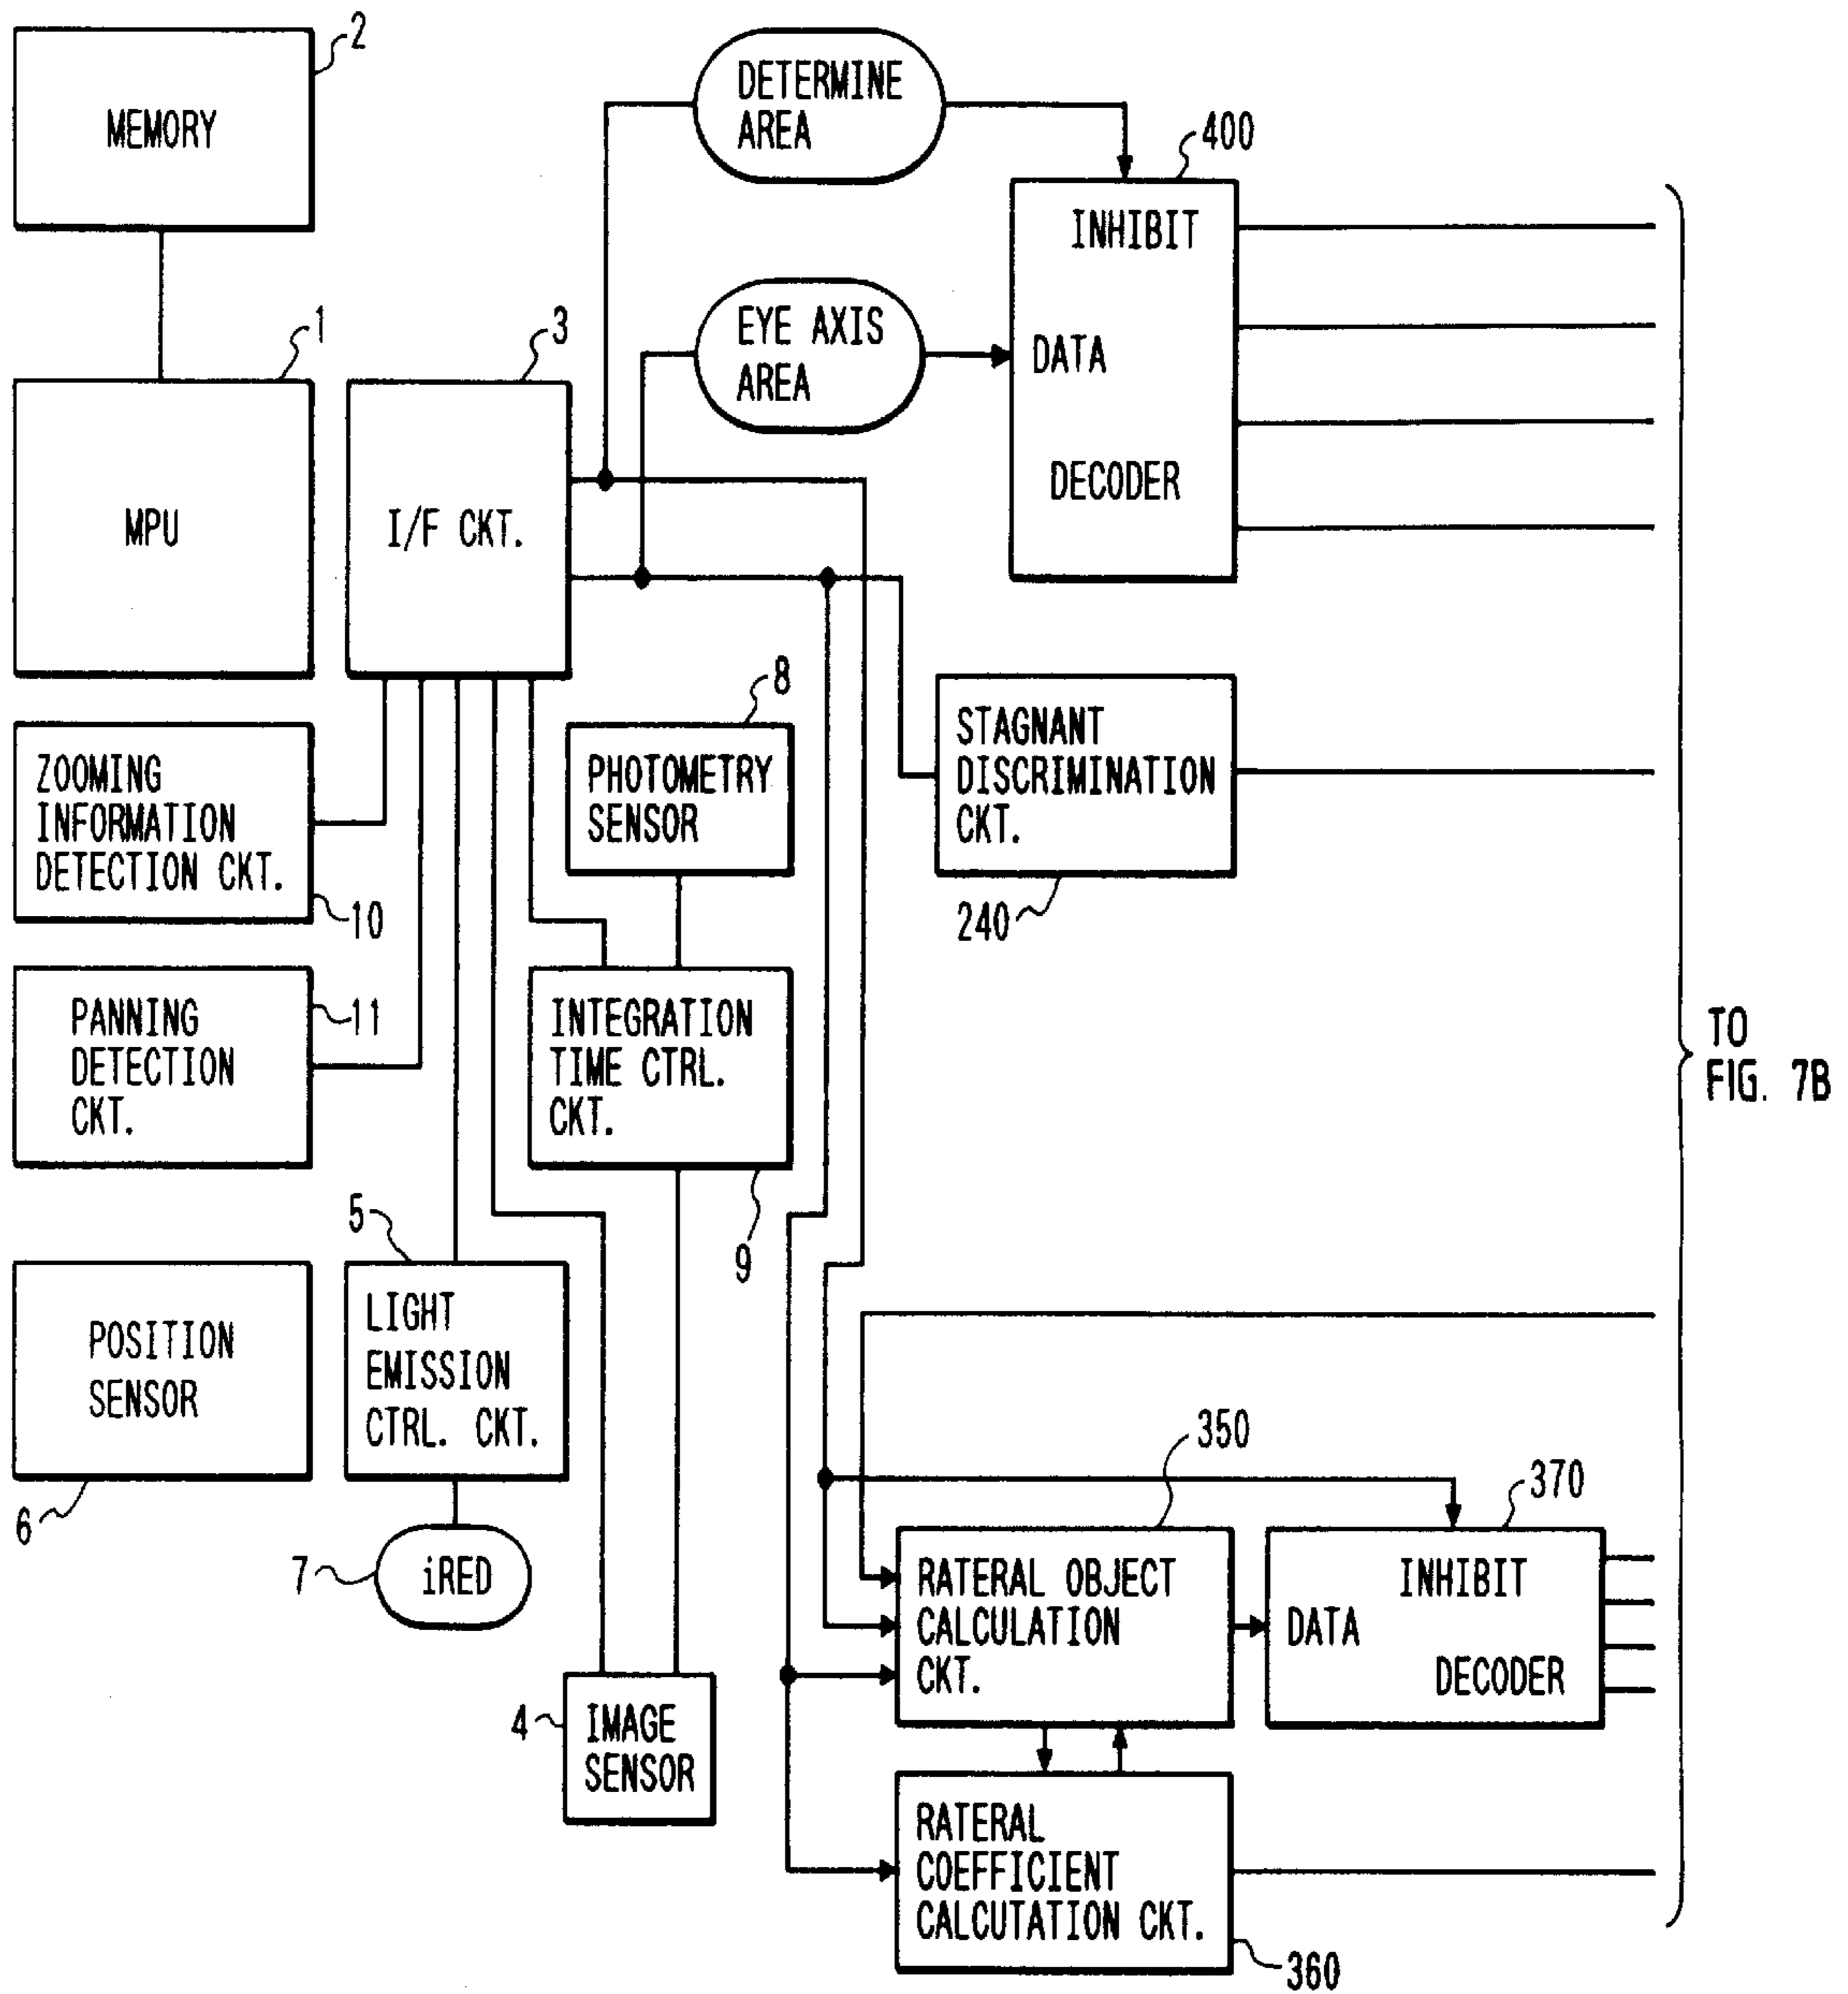 2
MEMORY
DETERMINE
AREA
400
INHIBIT
DATA
DECODER
EYE AXIS
AREA
1
MPU
3
I/F CKT.
8
PHOTOMETRY
SENSOR
STAGNANT
DISCRIMINATION
CKT.
240
ZOOMING
INFORMATION
DETECTION CKT.
10
PANNING
DETECTION
CKT.
11
INTEGRATION
TIME CTRL.
CKT.
9
TO
FIG. 7B
5
LIGHT
EMISSION
CTRL. CKT.
POSITION
SENSOR
6
7
iRED
4
IMAGE
SENSOR
350
RATERAL OBJECT
CALCULATION
CKT.
370
INHIBIT
DATA
DECODER
RATERAL
COEFFICIENT
CALCUTATION CKT.
360